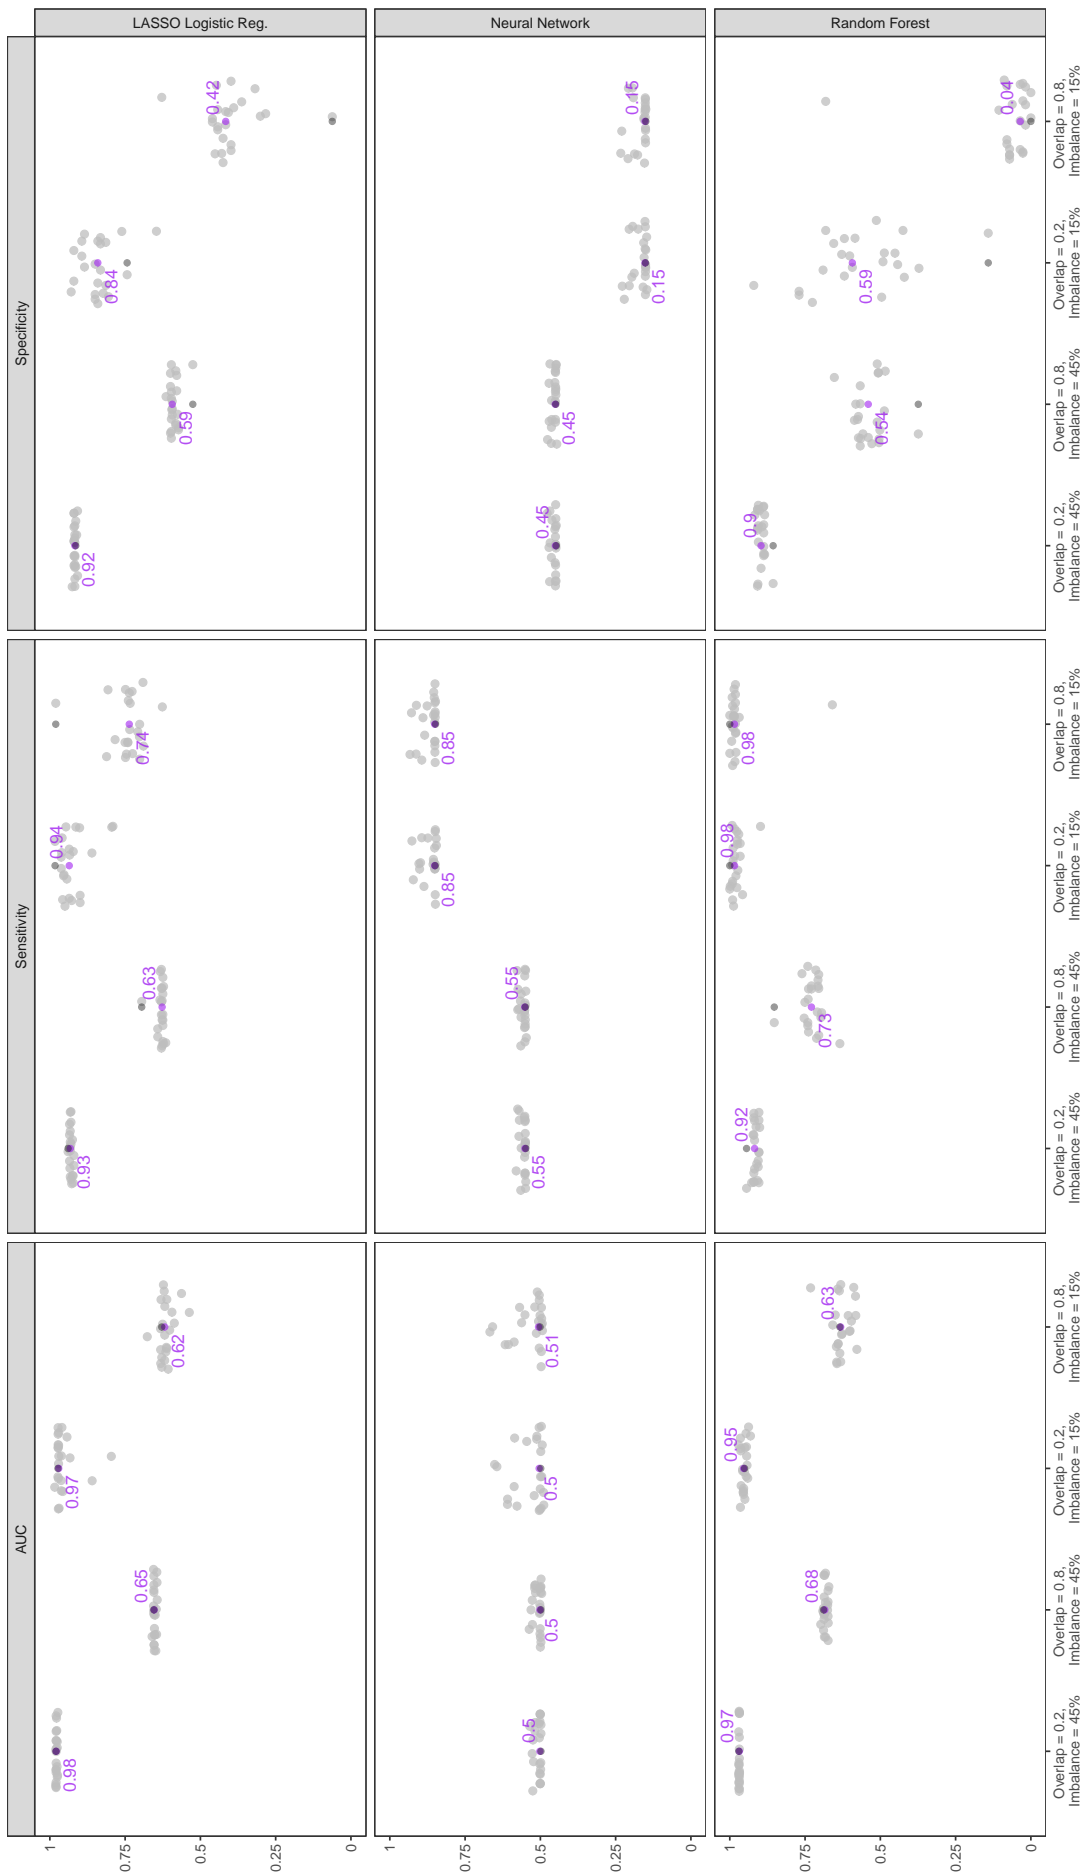 AUC
Sensitivity
Specificity
LASSO Logistic Reg.
1
0.75
0.5
0.25
0
0.98
0.65
0.97
0.62
0.93
0.63
0.94
0.74
0.92
0.59
0.84
0.42
Neural Network
1
0.75
0.5
0.25
0
0.5
0.5
0.5
0.51
0.55
0.55
0.85
0.85
0.45
0.45
0.15
0.15
Random Forest
1
0.75
0.5
0.25
0
0.97
0.68
0.95
0.63
0.92
0.73
0.98
0.98
0.9
0.54
0.59
0.04
Overlap = 0.2,
Imbalance = 45%
Overlap = 0.8,
Imbalance = 45%
Overlap = 0.2,
Imbalance = 15%
Overlap = 0.8,
Imbalance = 15%
Overlap = 0.2,
Imbalance = 45%
Overlap = 0.8,
Imbalance = 45%
Overlap = 0.2,
Imbalance = 15%
Overlap = 0.8,
Imbalance = 15%
Overlap = 0.2,
Imbalance = 45%
Overlap = 0.8,
Imbalance = 45%
Overlap = 0.2,
Imbalance = 15%
Overlap = 0.8,
Imbalance = 15%